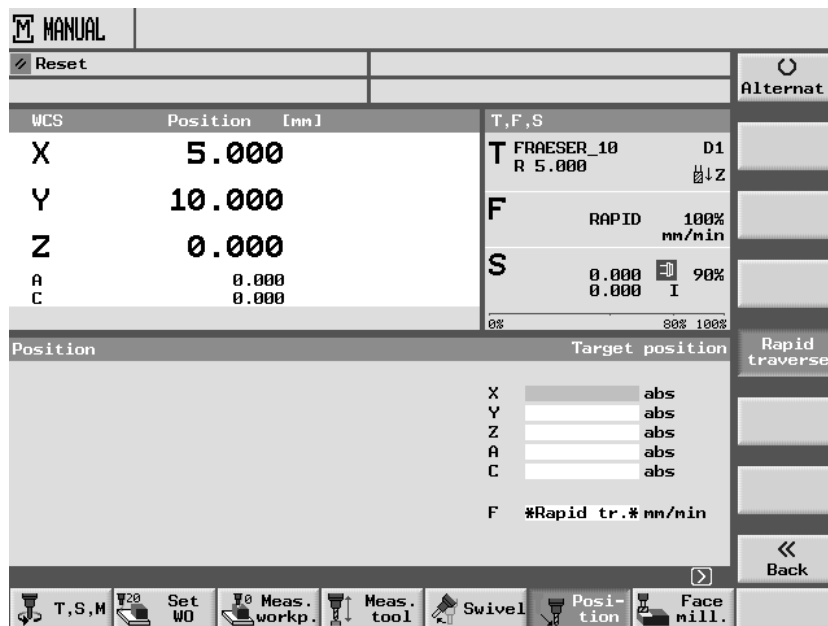 M MANUAL
Reset
Alternat
WCS Position [mm]
T,F,S
X 5.000
Y 10.000
Z 0.000
A 0.000
C 0.000
T FRAESER_10 D1
R 5.000
Z
F RAPID 100%
mm/min
S 0.000 90%
0.000 I
0% 80% 100%
Position Target position
Rapid
traverse
X abs
Y abs
Z abs
A abs
C abs
F *Rapid tr.* mm/min
Back
T,S,M
T20 Set
WO
T0 Meas.
workp.
Meas.
tool
Swivel
Posi-
tion
Face
mill.